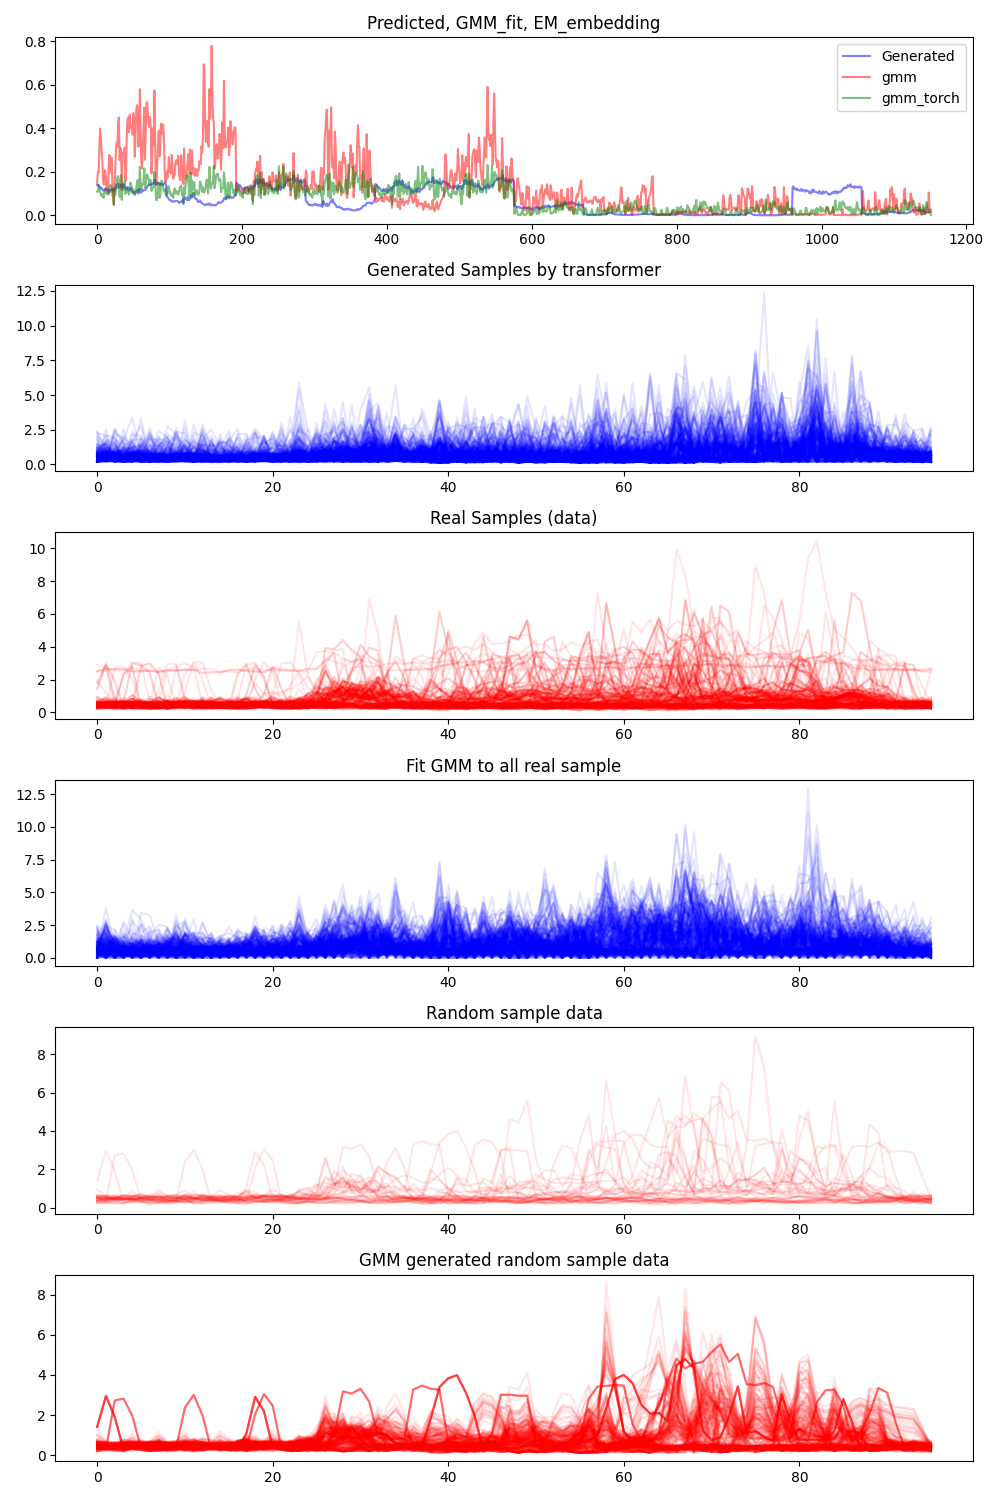 Predicted, GMM_fit, EM_embedding
0.8
0.6
0.4
0.2
0.0
Generated
gmm
gmm_torch
0 200 400 600 800 1000 1200
Generated Samples by transformer
12.5
10.0
7.5
5.0
2.5
0.0
0 20 40 60 80
Real Samples (data)
10
8
6
4
2
0
0 20 40 60 80
Fit GMM to all real sample
12.5
10.0
7.5
5.0
2.5
0.0
0 20 40 60 80
Random sample data
8
6
4
2
0
0 20 40 60 80
GMM generated random sample data
8
6
4
2
0
0 20 40 60 80